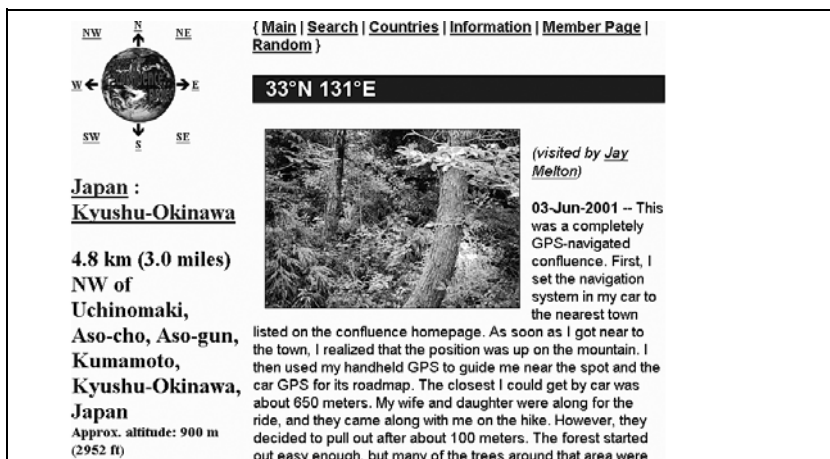 N
NW NE
W E
SW SE
S
Japan :
Kyushu-Okinawa
4.8 km (3.0 miles)
NW of
Uchinomaki,
Aso-cho, Aso-gun,
Kumamoto,
Kyushu-Okinawa,
Japan
Approx. altitude: 900 m
(2952 ft)
{ Main | Search | Countries | Information | Member Page |
Random }
33°N 131°E
(visited by Jay
Melton)
03-Jun-2001 -- This
was a completely
GPS-navigated
confluence. First, I
set the navigation
system in my car to
the nearest town
listed on the confluence homepage. As soon as I got near to
the town, I realized that the position was up on the mountain. I
then used my handheld GPS to guide me near the spot and the
car GPS for its roadmap. The closest I could get by car was
about 650 meters. My wife and daughter were along for the
ride, and they came along with me on the hike. However, they
decided to pull out after about 100 meters. The forest started
out easy enough, but many of the trees around that area were